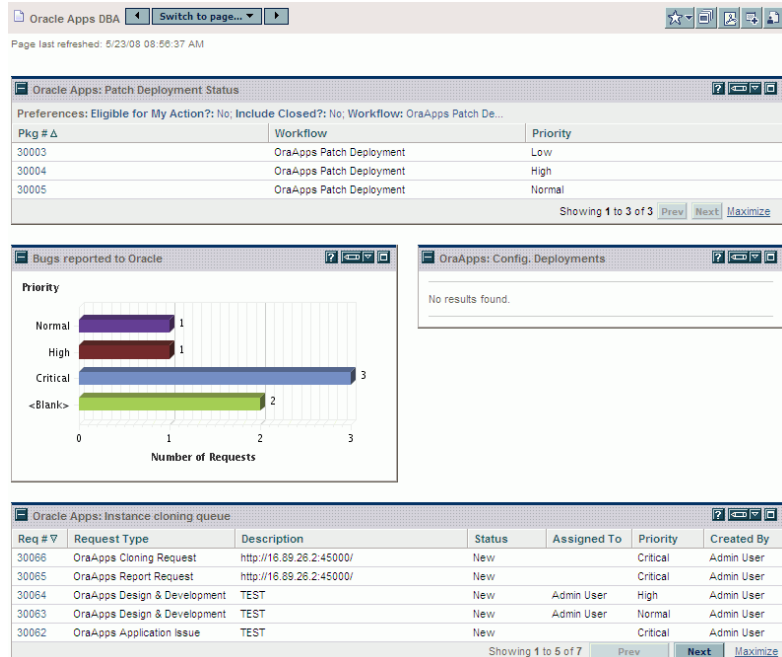 Oracle Apps DBA Switch to page...
Page last refreshed: 5/23/08 08:56:37 AM
Oracle Apps: Patch Deployment Status ?
Preferences: Eligible for My Action?: No; Include Closed?: No; Workflow: OraApps Patch De...
Pkg # Workflow Priority
30003 OraApps Patch Deployment Low
30004 OraApps Patch Deployment High
30005 OraApps Patch Deployment Normal
Showing 1 to 3 of 3 Prev Next Maximize
Bugs reported to Oracle ?
Priority
Normal 1
High 1
Critical 3
<Blank> 2
0 1 2 3
Number of Requests
OraApps: Config. Deployments ?
No results found.
Oracle Apps: Instance cloning queue ?
Req # Request Type Description Status Assigned To Priority Created By
30066 OraApps Cloning Request http://16.89.26.2:45000/ New Critical Admin User
30065 OraApps Report Request http://16.89.26.2:45000/ New Critical Admin User
30064 OraApps Design & Development TEST New Admin User High Admin User
30063 OraApps Design & Development TEST New Admin User Normal Admin User
30062 OraApps Application Issue TEST New Critical Admin User
Showing 1 to 5 of 7 Prev Next Maximize